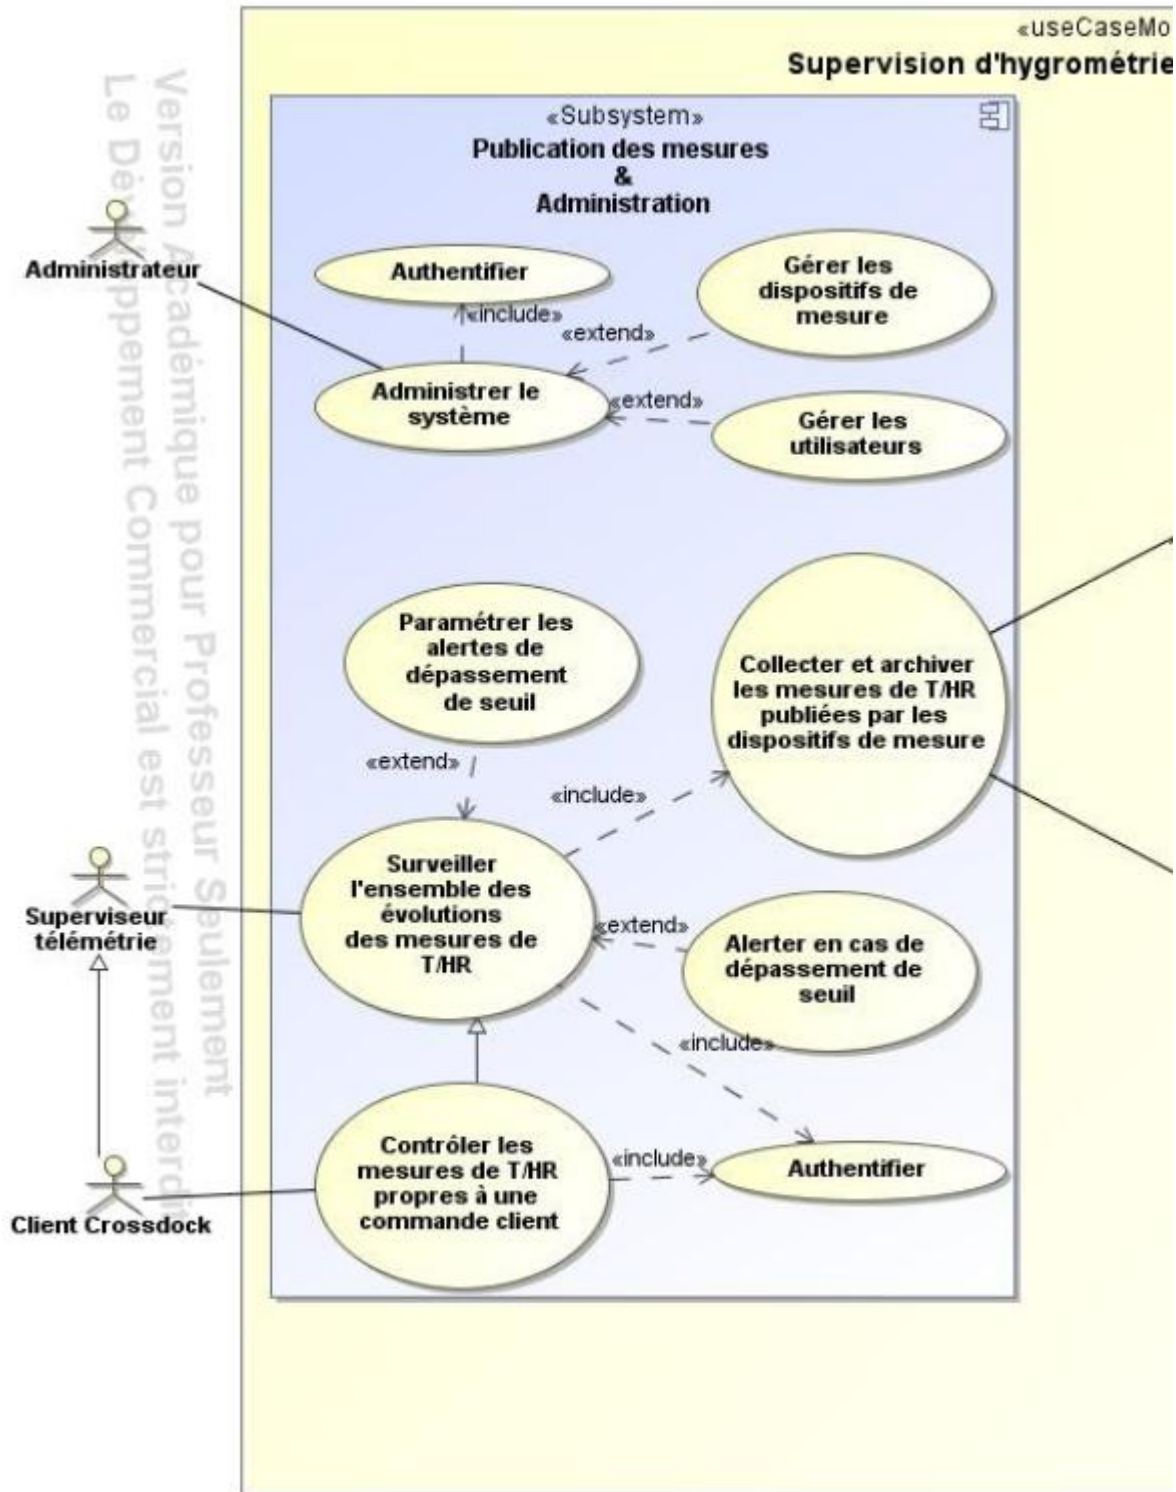 «useCaseMo
Supervision d'hygrométrie
«Subsystem»
Publication des mesures
&
Administration
Version Académique pour Professeur Seulement
Le Développement Commercial est strictement interdit
Administrateur
Authentifier
Gérer les
dispositifs de
mesure
«include»
«extend»
Administrer le
système
«extend»
Gérer les
utilisateurs
Paramétrer les
alertes de
dépassement
de seuil
Collecter et archiver
les mesures de T/HR
publiées par les
dispositifs de mesure
«extend»
«include»
Surveiller
l'ensemble des
évolutions
des mesures de
T/HR
Superviseur
télémétrie
«extend»
Alerter en cas de
dépassement de
seuil
«include»
Contróler les
mesures de T/HR
propres à une
commande client
«include»
Authentifier
Client Crossdock